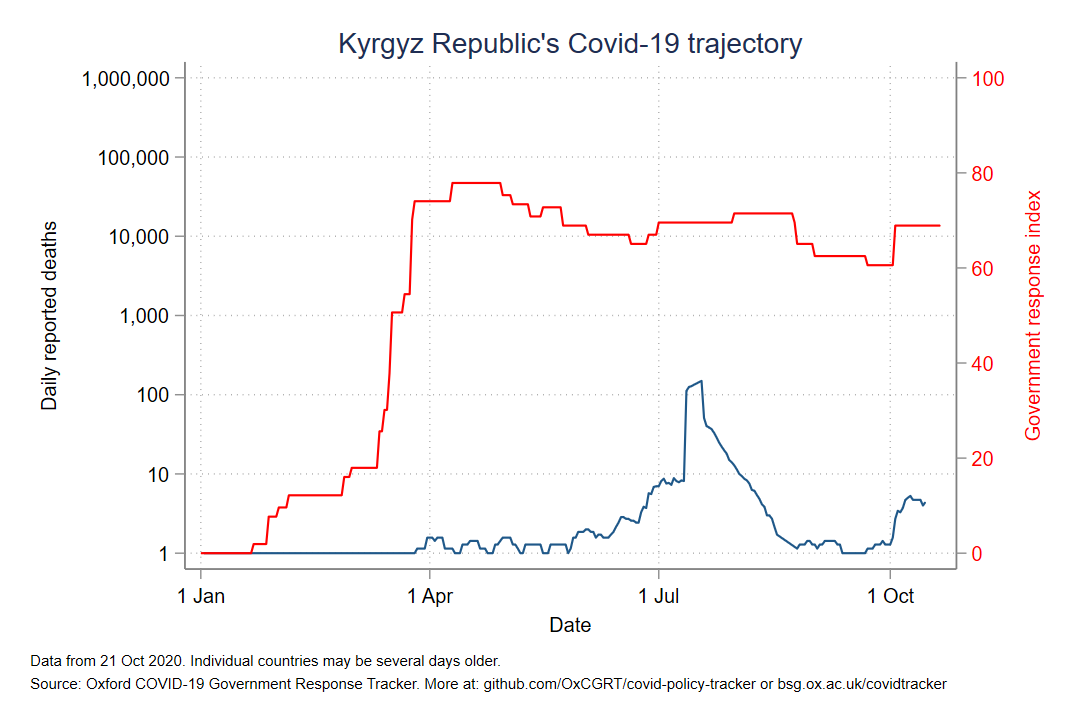 Kyrgyz Republic's Covid-19 trajectory
1,000,000
100,000
10,000
1,000
100
10
1
Daily reported deaths
100
80
60
40
20
0
Government response index
1 Jan
1 Apr
1 Jul
1 Oct
Date
Data from 21 Oct 2020. Individual countries may be several days older.
Source: Oxford COVID-19 Government Response Tracker. More at: github.com/OxCGRT/covid-policy-tracker or bsg.ox.ac.uk/covidtracker